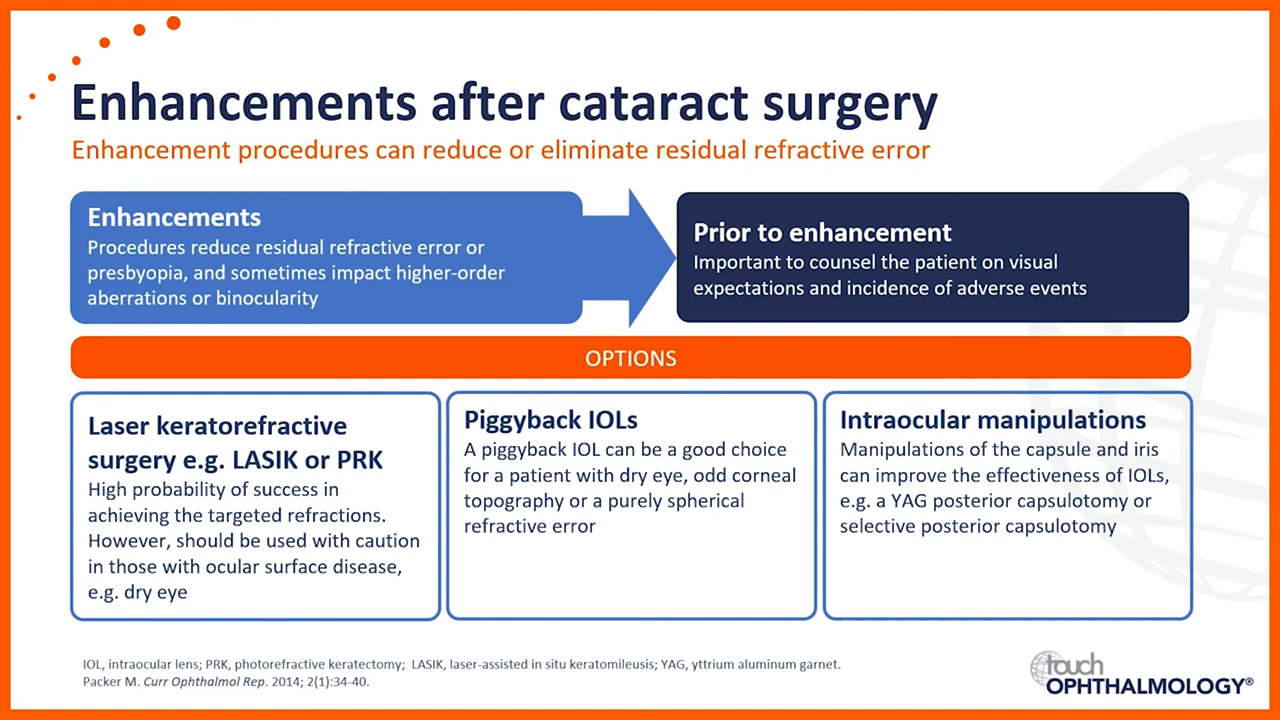 Enhancements after cataract surgery
Enhancement procedures can reduce or eliminate residual refractive error
Enhancements
Procedures reduce residual refractive error or
presbyopia, and sometimes impact higher-order
aberrations or binocularity
Prior to enhancement
Important to counsel the patient on visual
expectations and incidence of adverse events
OPTIONS
Laser keratorefractive
surgery e.g. LASIK or PRK
High probability of success in
achieving the targeted refractions.
However, should be used with caution
in those with ocular surface disease,
e.g. dry eye
Piggyback IOLs
A piggyback IOL can be a good choice
for a patient with dry eye, odd corneal
topography or a purely spherical
refractive error
Intraocular manipulations
Manipulations of the capsule and iris
can improve the effectiveness of IOLs,
e.g. a YAG posterior capsulotomy or
selective posterior capsulotomy
IOL, intraocular lens; PRK, photorefractive keratectomy;  LASIK, laser-assisted in situ keratomileusis; YAG, yttrium aluminum garnet.
Packer M. Curr Ophthalmol Rep. 2014; 2(1):34-40.
touch
OPHTHALMOLOGY®